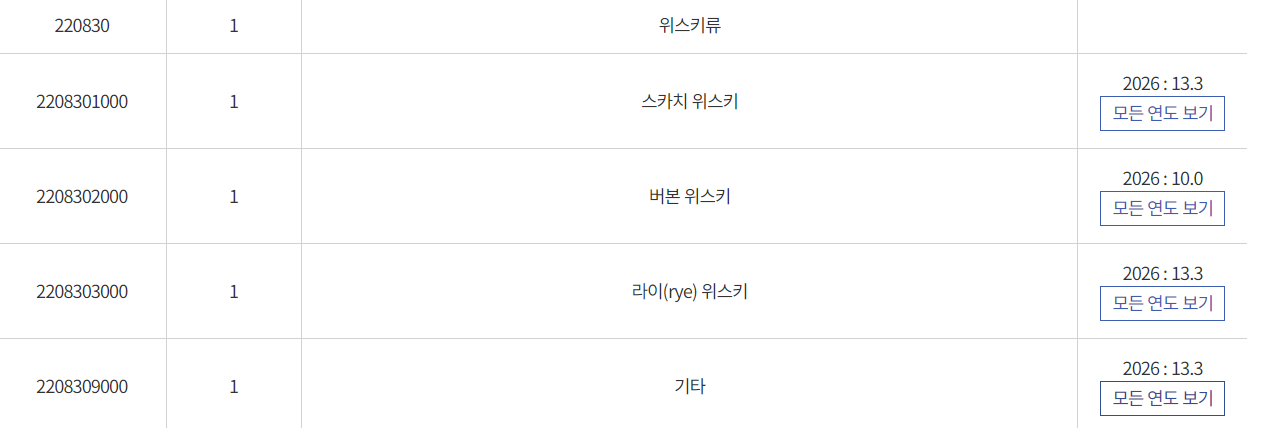 220830 1 위스키류
2208301000 1 스카치 위스키 2026 : 13.3
모든 연도 보기
2208302000 1 버본 위스키 2026 : 10.0
모든 연도 보기
2208303000 1 라이(rye) 위스키 2026 : 13.3
모든 연도 보기
2208309000 1 기타 2026 : 13.3
모든 연도 보기